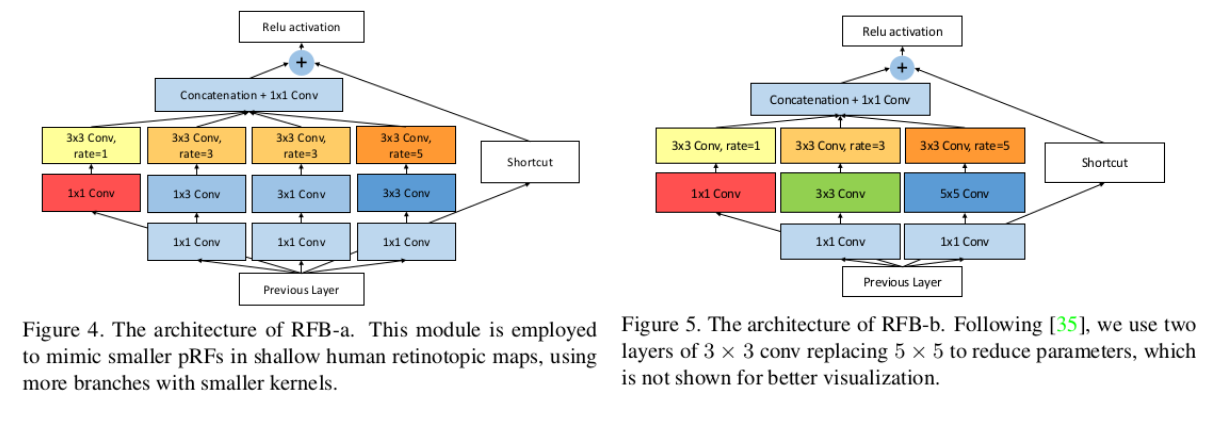 Relu activation
+
Concatenation + 1x1 Conv
3x3 Conv,
rate=1
3x3 Conv,
rate=3
3x3 Conv,
rate=3
3x3 Conv,
rate=5
Shortcut
1x1 Conv
1x3 Conv
3x1 Conv
3x3 Conv
1x1 Conv
1x1 Conv
1x1 Conv
Previous Layer
Figure 4. The architecture of RFB-a. This module is employed
to mimic smaller pRFs in shallow human retinotopic maps, using
more branches with smaller kernels.
Relu activation
+
Concatenation + 1x1 Conv
3x3 Conv, rate=1
3x3 Conv, rate=3
3x3 Conv, rate=5
Shortcut
1x1 Conv
3x3 Conv
5x5 Conv
1x1 Conv
1x1 Conv
Previous Layer
Figure 5. The architecture of RFB-b. Following [35], we use two
layers of 3 × 3 conv replacing 5 × 5 to reduce parameters, which
is not shown for better visualization.